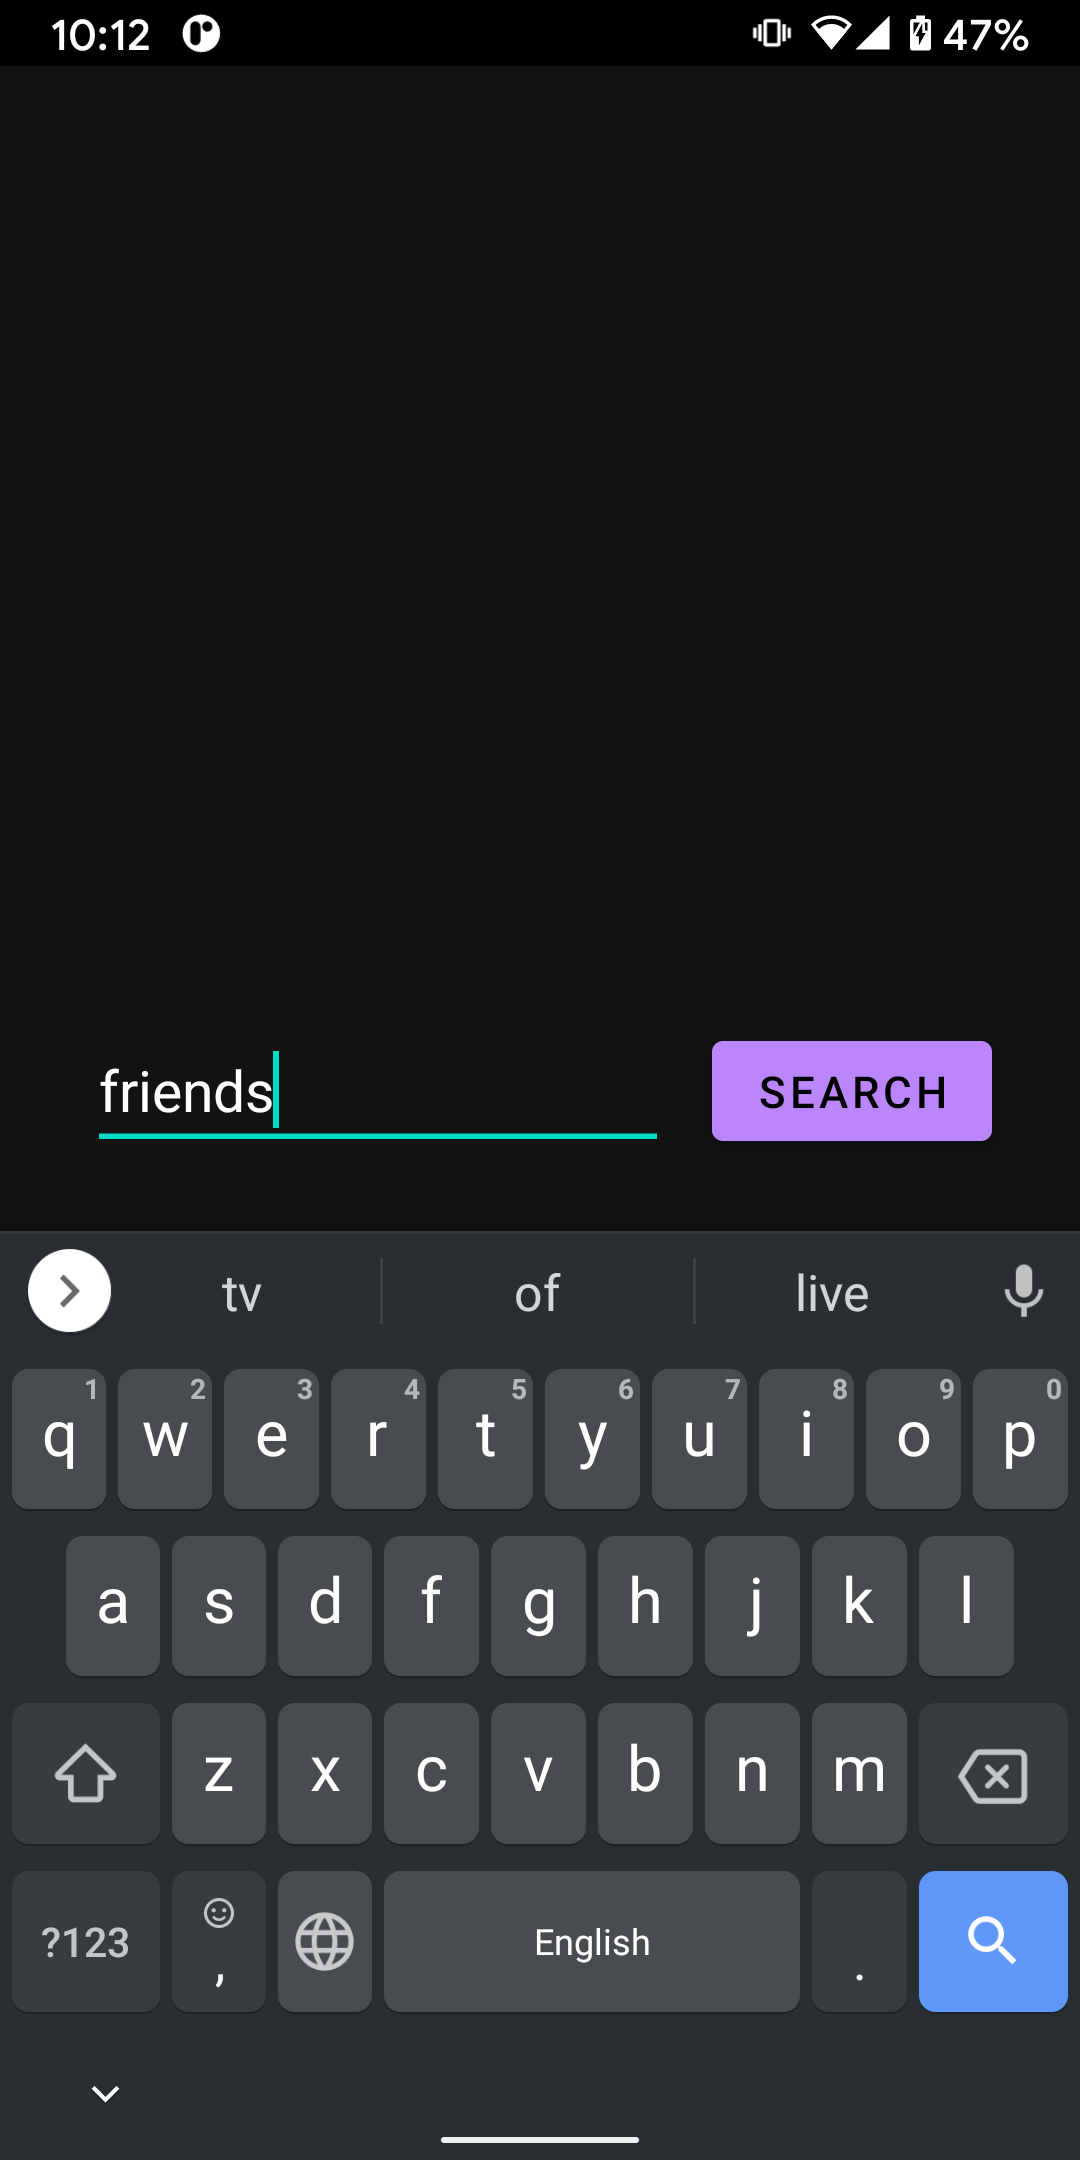 10:12 47%
friends SEARCH
tv of live
1 2 3 4 5 6 7 8 9 0
q w e r t y u i o p
a s d f g h j k l
z x c v b n m
?123 , English .